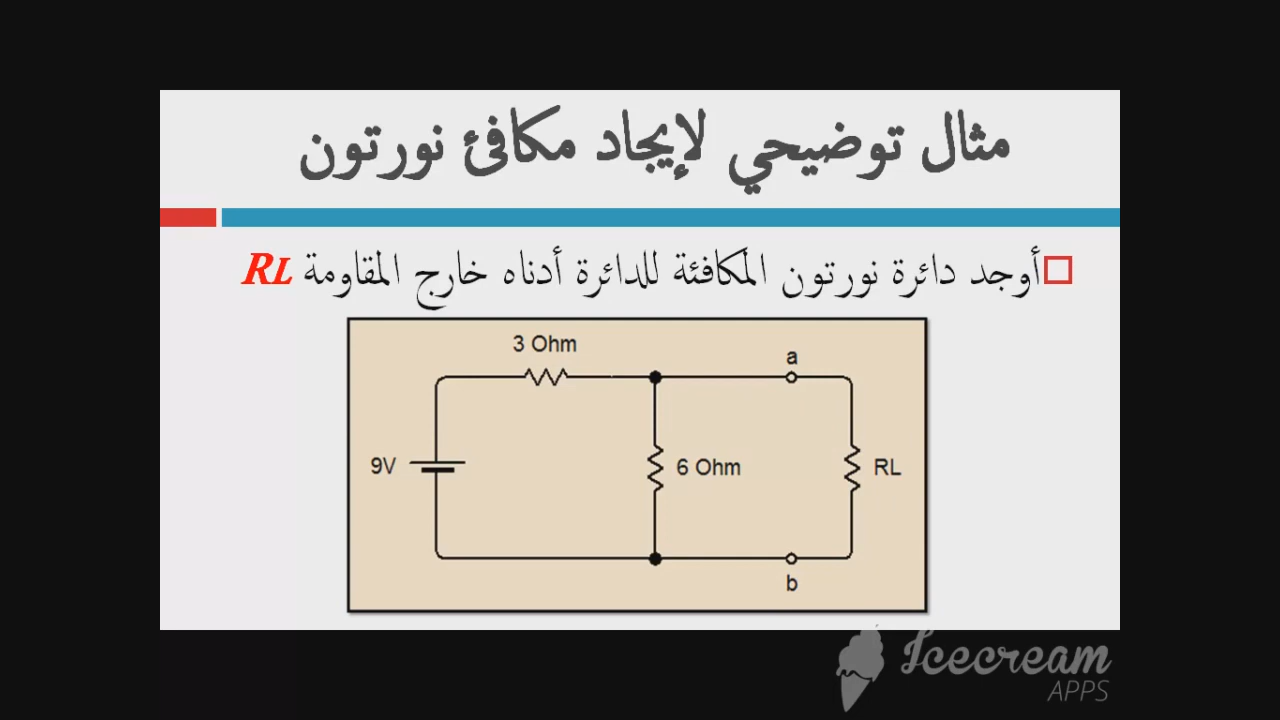 مثال توضيحي لإيجاد مكافئ نورتون
أوجد دائرة نورتون المكافئة للدائرة أدناه خارج المقاومة RL
3 Ohm
a
9V
6 Ohm
RL
b
Icecream
APPS